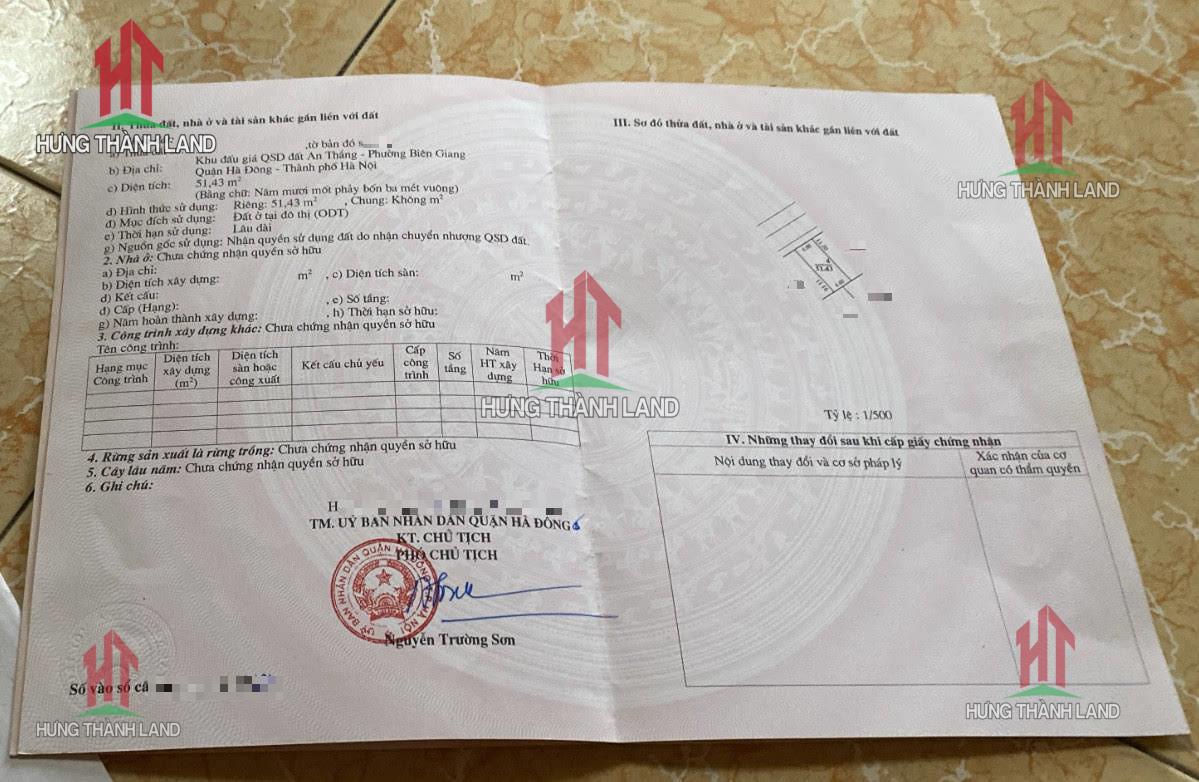 HƯNG THÀNH LAND
HƯNG THÀNH LAND
HƯNG THÀNH LAND
HƯNG THÀNH LAND
HƯNG THÀNH LAND
II. Thửa đất, nhà ở và tài sản khác gắn liền với đất
,tờ bản đồ
b) Địa chỉ: Khu đấu giá QSD đất An Thắng - Phường Biên Giang
Quận Hà Đông - Thành phố Hà Nội
c) Diện tích: 51,43 m²
(Bằng chữ: Năm mươi mốt phẩy bốn ba mét vuông)
d) Hình thức sử dụng: Riêng: 51,43 m² , Chung: Không m²
đ) Mục đích sử dụng: Đất ở tại đô thị (ODT)
e) Thời hạn sử dụng: Lâu dài
g) Nguồn gốc sử dụng: Nhận quyền sử dụng đất do nhận chuyển nhượng QSD đất.
2. Nhà ở: Chưa chứng nhận quyền sở hữu
a) Địa chỉ:
b) Diện tích xây dựng: m² , c) Diện tích sàn: m²
d) Kết cấu:
đ) Cấp (Hạng): , e) Số tầng:
g) Năm hoàn thành xây dựng: , h) Thời hạn sở hữu:
3. Công trình xây dựng khác: Chưa chứng nhận quyền sở hữu
Tên công trình:
Hạng mục Công trình
Diện tích xây dựng (m²)
Diện tích sàn hoặc công xuất
Kết cấu chủ yếu
Cấp công trình
Số tầng
Năm HT xây dựng
Thời Hạn sở hữu
4. Rừng sản xuất là rừng trồng: Chưa chứng nhận quyền sở hữu
5. Cây lâu năm: Chưa chứng nhận quyền sở hữu
6. Ghi chú:
H
TM. UỶ BAN NHÂN DÂN QUẬN HÀ ĐÔNG
KT. CHỦ TỊCH
PHÓ CHỦ TỊCH
Nguyễn Trường Sơn
Số vào sổ cấ
III. Sơ đồ thửa đất, nhà ở và tài sản khác gắn liền với đất
51.43
Tỷ lệ : 1/500
IV. Những thay đổi sau khi cấp giấy chứng nhận
Nội dung thay đổi và cơ sở pháp lý
Xác nhận của cơ quan có thẩm quyền